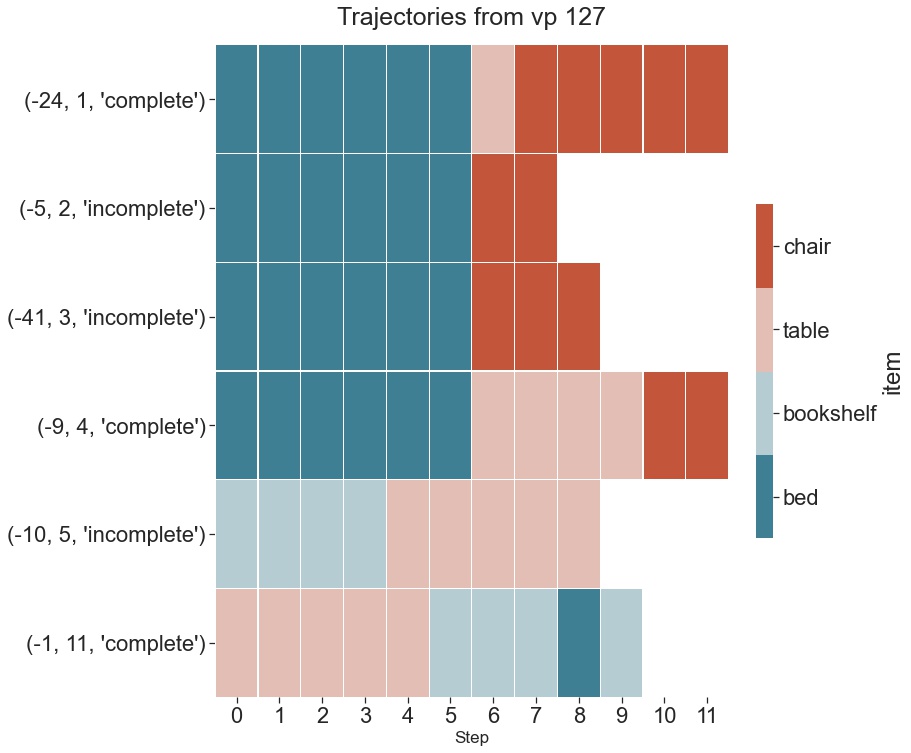 Trajectories from vp 127
(-24, 1, 'complete')
(-5, 2, 'incomplete')
(-41, 3, 'incomplete')
(-9, 4, 'complete')
(-10, 5, 'incomplete')
(-1, 11, 'complete')
0 1 2 3 4 5 6 7 8 9 10 11
Step
chair
table
bookshelf
bed
item